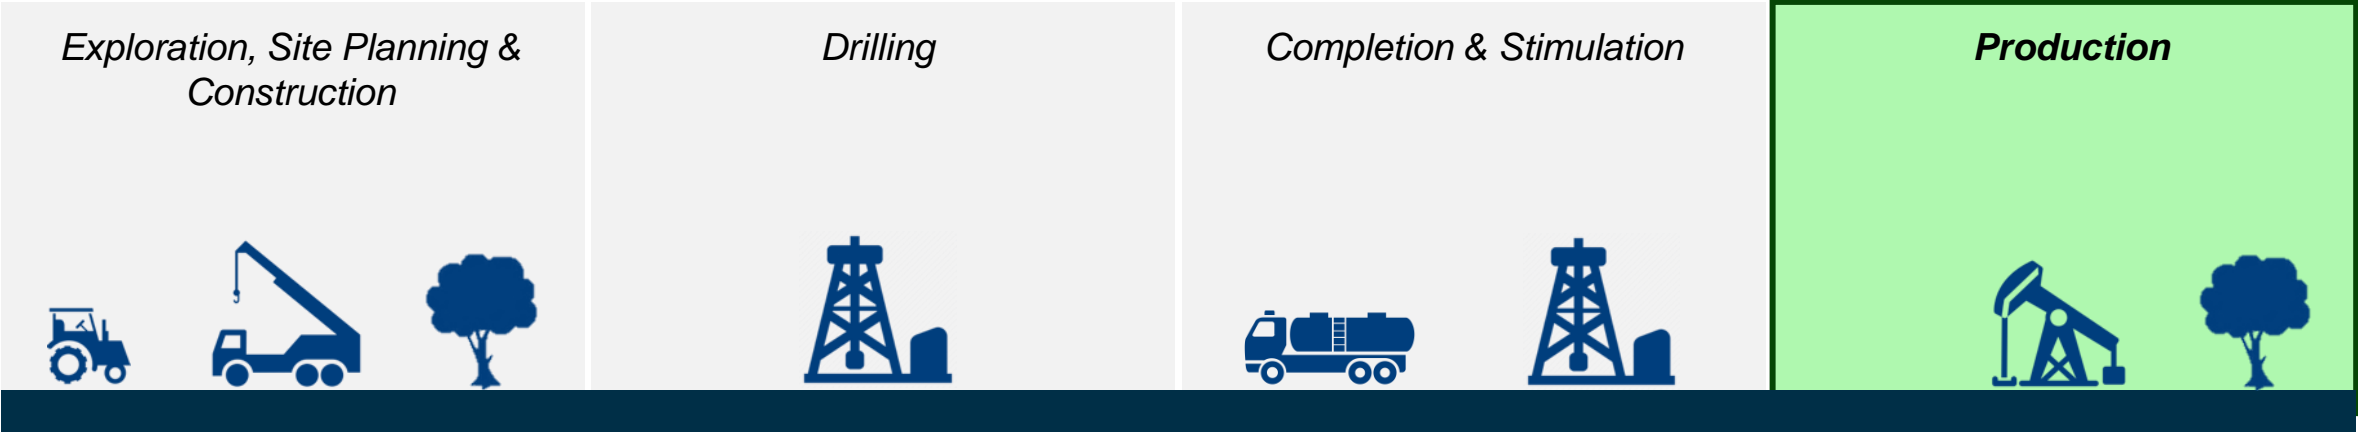 Exploration, Site Planning &
Construction
Drilling
Completion & Stimulation
Production